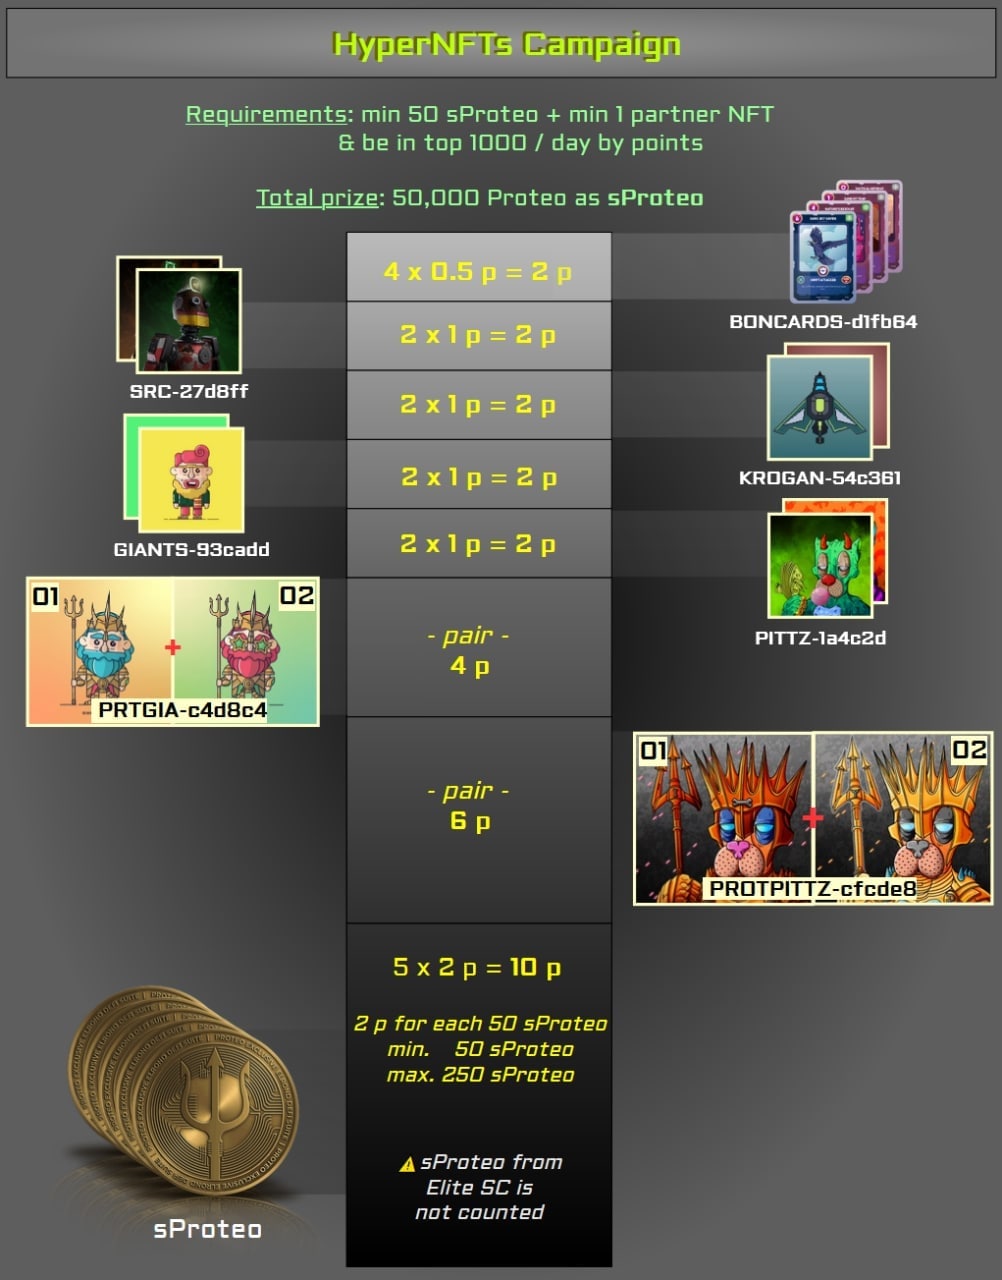 HyperNFTs Campaign
Requirements: min 50 sProteo + min 1 partner NFT
& be in top 1000 / day by points
Total prize: 50,000 Proteo as sProteo
4 x 0.5 p = 2 p
BONCARDS-d1fb64
2 x 1 p = 2 p
SRC-27d8ff
2 x 1 p = 2 p
KROGAN-54c361
2 x 1 p = 2 p
GIANTS-93cadd
2 x 1 p = 2 p
PITTZ-1a4c2d
01
02
+
PRTGIA-c4d8c4
- pair -
4 p
01
02
+
PROTPITTZ-cfcde8
- pair -
6 p
5 x 2 p = 10 p
2 p for each 50 sProteo
min. 50 sProteo
max. 250 sProteo
sProteo from
Elite SC is
not counted
sProteo